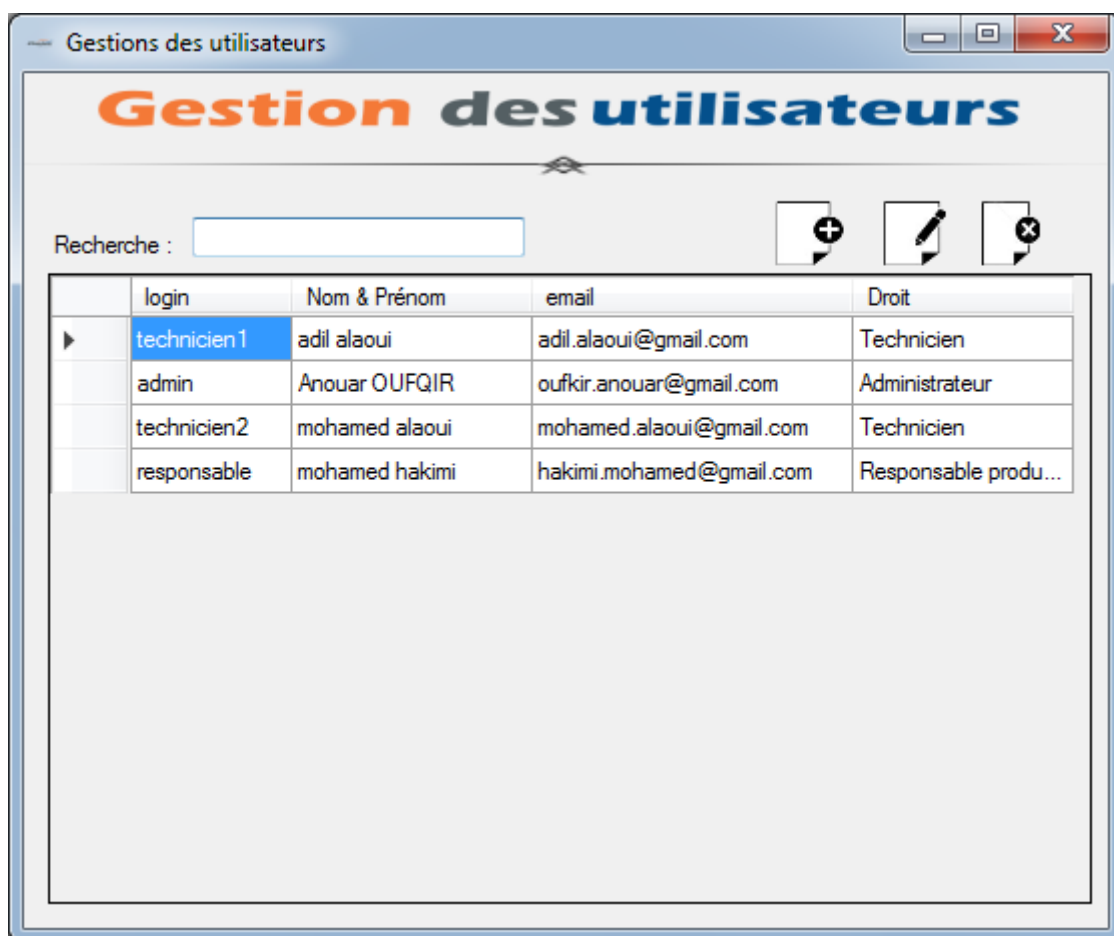 Gestions des utilisateurs
Gestion des utilisateurs
Recherche :
login Nom & Prénom email Droit
technicien1 adil alaoui adil.alaoui@gmail.com Technicien
admin Anouar OUFQIR oufkir.anouar@gmail.com Administrateur
technicien2 mohamed alaoui mohamed.alaoui@gmail.com Technicien
responsable mohamed hakimi hakimi.mohamed@gmail.com Responsable produ...